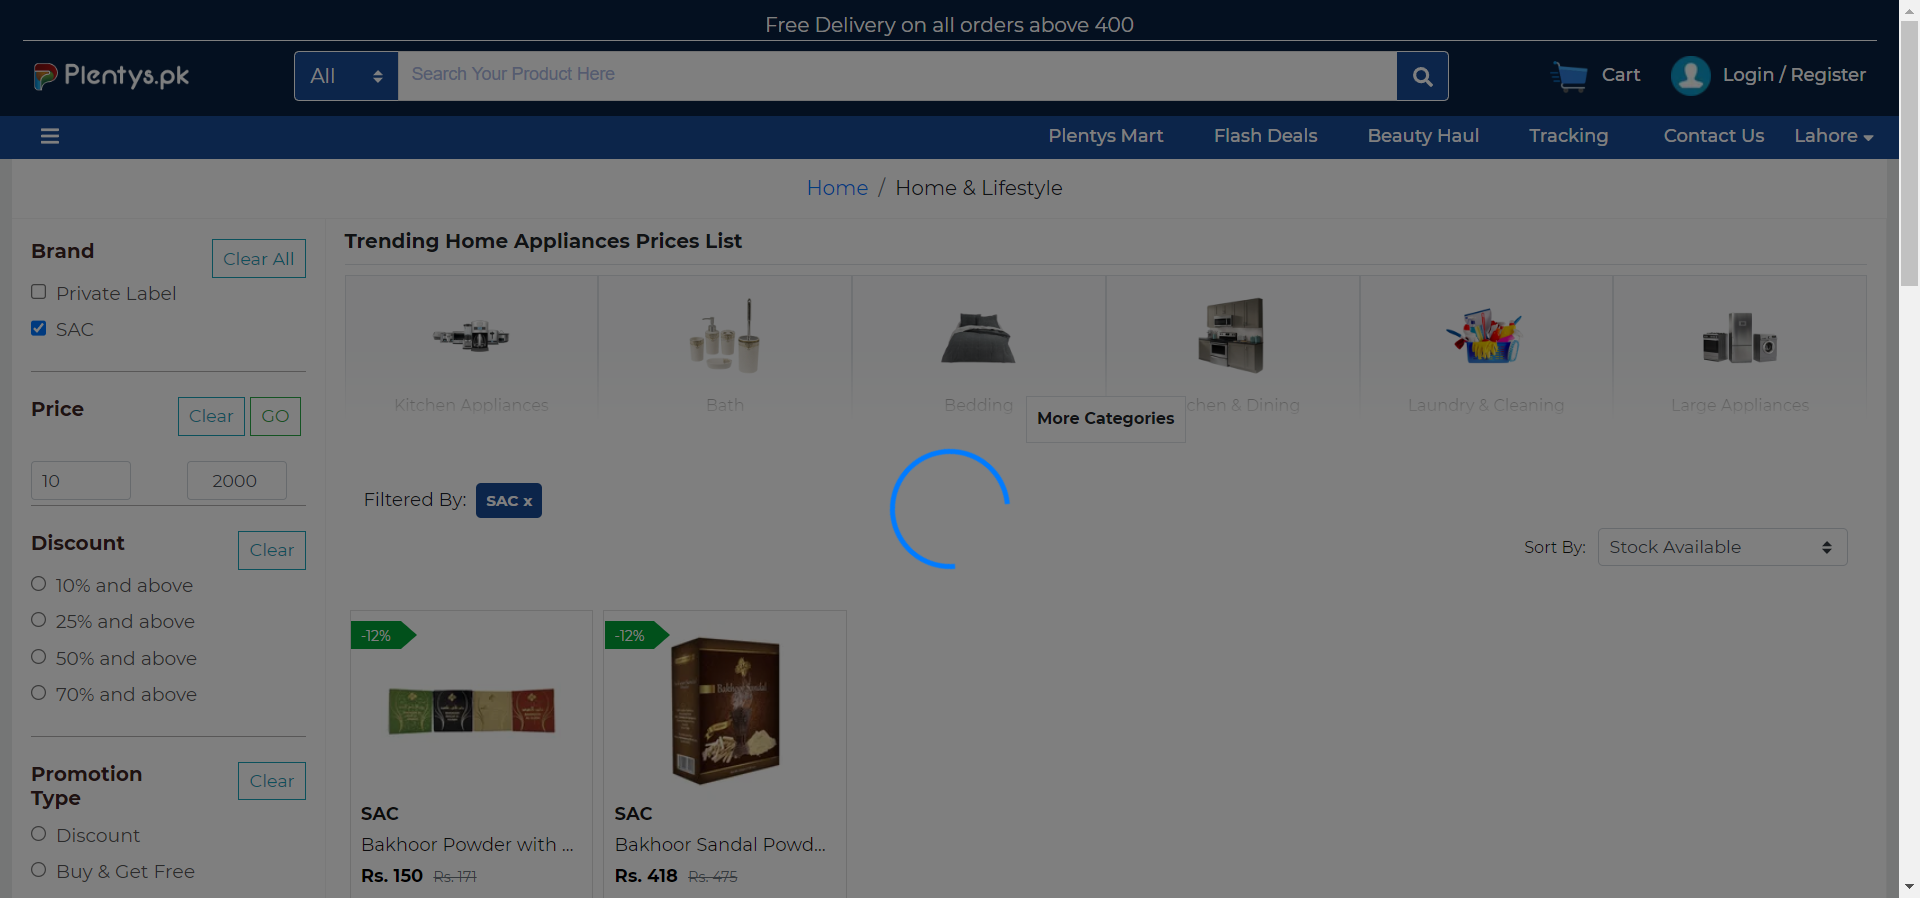 Free Delivery on all orders above 400
Plentys.pk
All
Search Your Product Here
Cart
Login / Register
Plentys Mart
Flash Deals
Beauty Haul
Tracking
Contact Us
Lahore
Home / Home & Lifestyle
Brand
Clear All
Private Label
SAC
Price
Clear
GO
10
2000
Discount
Clear
10% and above
25% and above
50% and above
70% and above
Promotion Type
Clear
Discount
Buy & Get Free
Trending Home Appliances Prices List
Kitchen Appliances
Bath
Bedding
chen & Dining
Laundry & Cleaning
Large Appliances
More Categories
Filtered By: SAC x
Sort By: Stock Available
-12%
SAC
Bakhoor Powder with ...
Rs. 150 Rs. 171
-12%
Bakhoor Sandal
SAC
Bakhoor Sandal Powd...
Rs. 418 Rs. 475